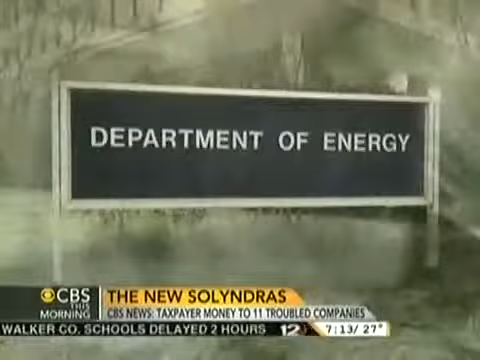 DEPARTMENT OF ENERGY
CBS THIS MORNING
THE NEW SOLYNDRAS
CBS NEWS: TAXPAYER MONEY TO 11 TROUBLED COMPANIES
WALKER CO. SCHOOLS DELAYED 2 HOURS 12 7:13/27°